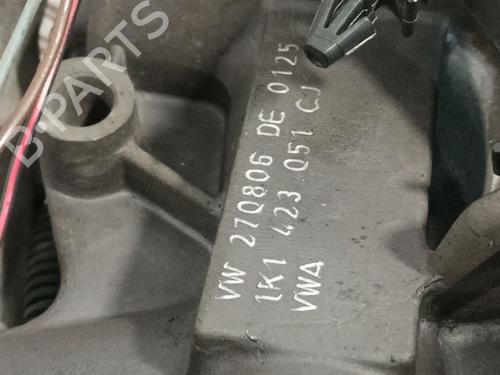 B-PARTS
VW 270806 DE 0125
1K1 423 051 CJ
VWA